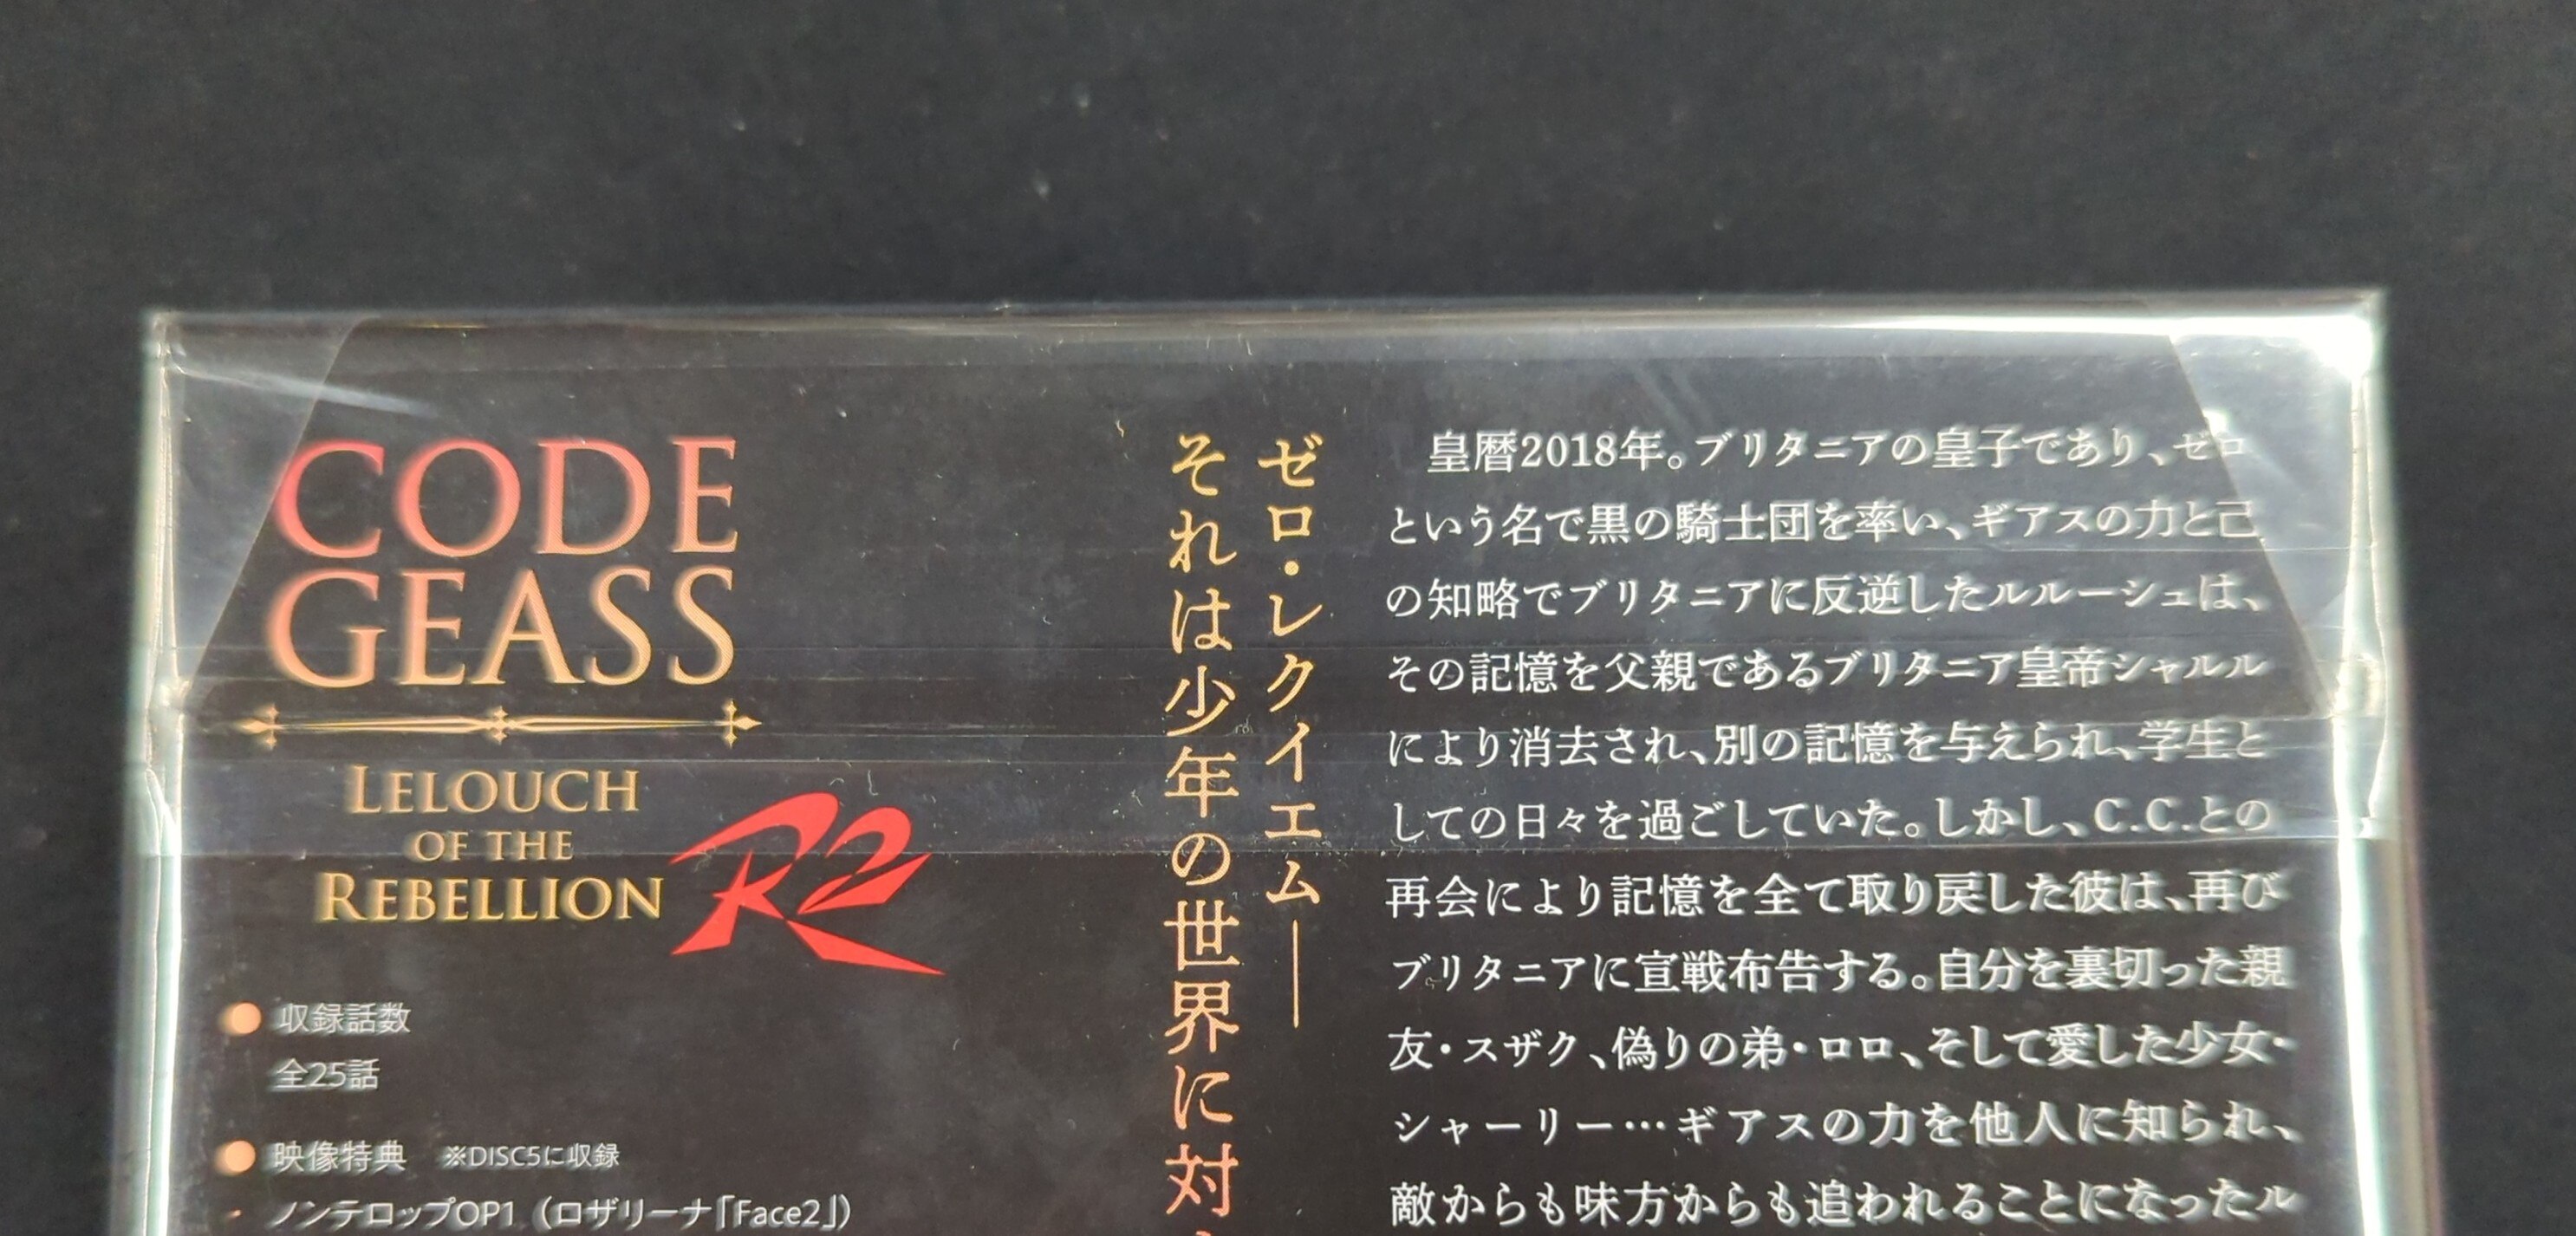 CODE
GEASS
LELOUCH
OF THE
REBELLION
R2
収録話数
全25話
映像特典　※DISC5に収録
ノンテロップOP1（ロザリーナ「Face2」）
ゼロ・レクイエム──
それは少年の世界に対
皇暦2018年。ブリタニアの皇子であり、ゼロ
という名で黒の騎士団を率い、ギアスの力と己
の知略でブリタニアに反逆したルルーシュは、
その記憶を父親であるブリタニア皇帝シャルル
により消去され、別の記憶を与えられ、学生と
しての日々を過ごしていた。しかし、C.C.との
再会により記憶を全て取り戻した彼は、再び
ブリタニアに宣戦布告する。自分を裏切った親
友・スザク、偽りの弟・ロロ、そして愛した少女・
シャーリー…ギアスの力を他人に知られ、
敵からも味方からも追われることになったル